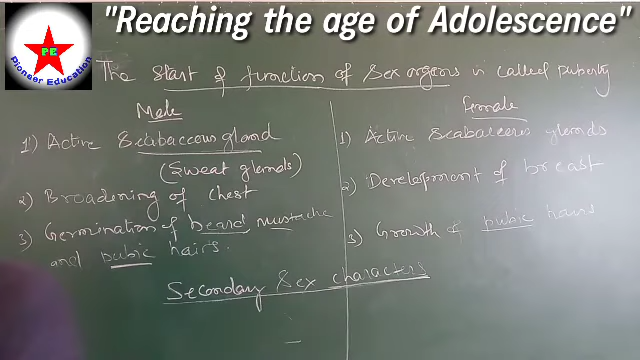 "Reaching the age of Adolescence"
PE
Pioneer Education
The start of function of Sex organs is called puberty
Male
1) Active Seabaceous gland
(Sweat glands)
2) Broadening of chest
3) Germination of beard, mustache
and pubic hairs.
Female
1) Active Seabaceous glands
2) Development of breast
3) Growth of pubic hairs
Secondary Sex characters